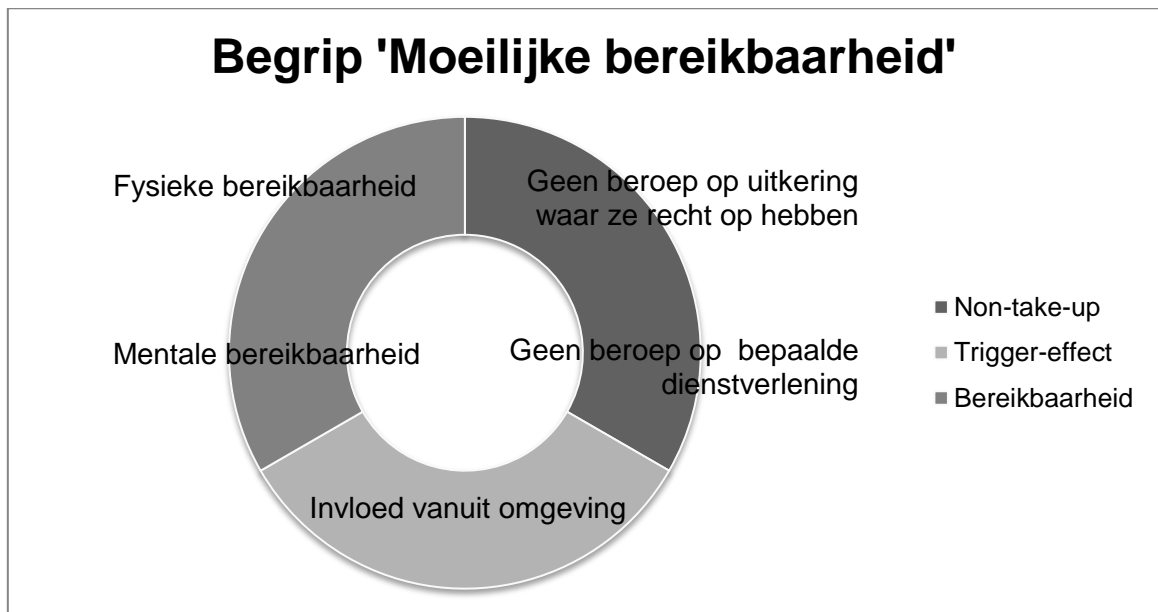 Begrip 'Moeilijke bereikbaarheid'
Fysieke bereikbaarheid
Geen beroep op uitkering
waar ze recht op hebben
Mentale bereikbaarheid
Geen beroep op bepaalde
dienstverlening
Invloed vanuit omgeving
Non-take-up
Trigger-effect
Bereikbaarheid